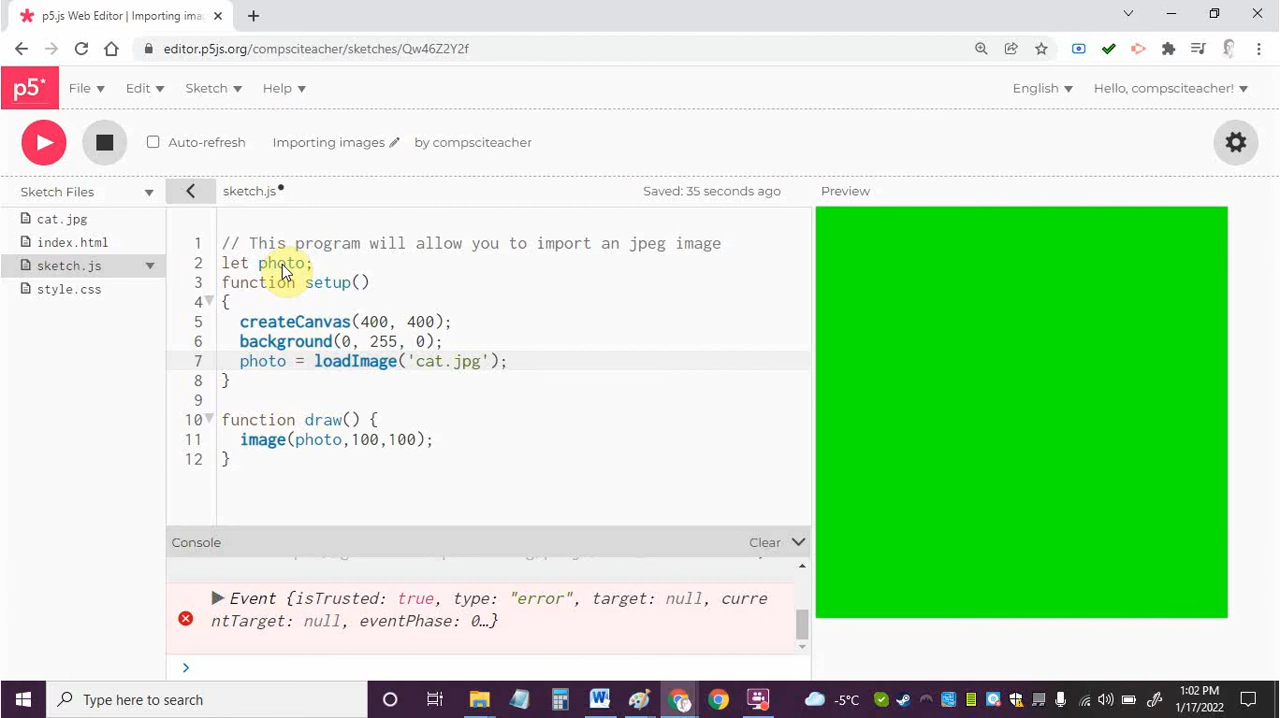 p5.js Web Editor | Importing ima
editor.p5js.org/compsciteacher/sketches/Qw46Z2Y2f
p5* File Edit Sketch Help English Hello, compsciteacher!
Auto-refresh Importing images by compsciteacher
Sketch Files sketch.js Saved: 35 seconds ago Preview
cat.jpg
index.html
sketch.js
style.css
1 // This program will allow you to import an jpeg image
2 let photo;
3 function setup()
4 {
5 createCanvas(400, 400);
6 background(0, 255, 0);
7 photo = loadImage('cat.jpg');
8 }
9
10 function draw() {
11 image(photo,100,100);
12 }
Console Clear
Event {isTrusted: true, type: "error", target: null, curre
ntTarget: null, eventPhase: 0…}
Type here to search
-5°C
1:02 PM
1/17/2022